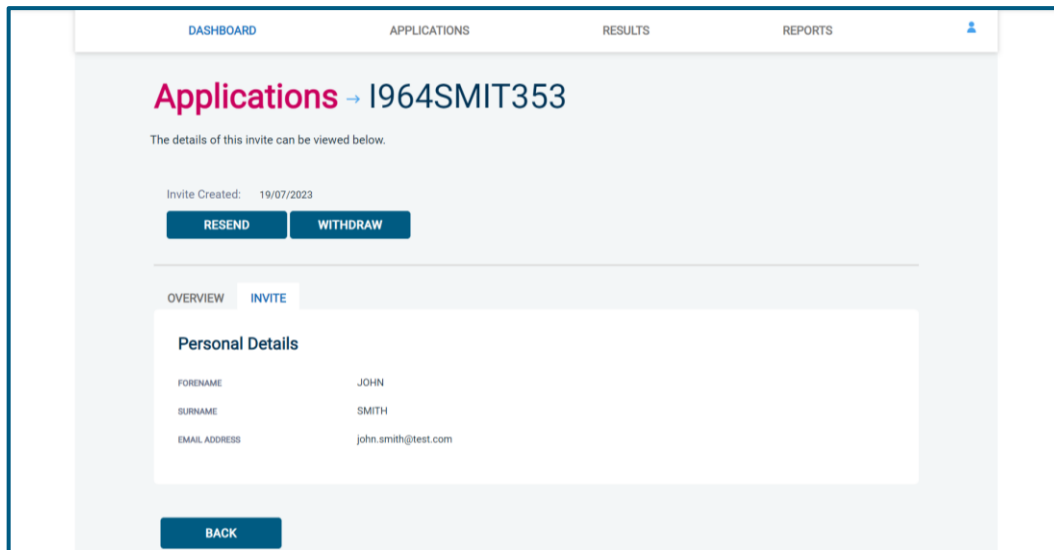 DASHBOARD APPLICATIONS RESULTS REPORTS
Applications → I964SMIT353
The details of this invite can be viewed below.
Invite Created: 19/07/2023
RESEND WITHDRAW
OVERVIEW INVITE
Personal Details
FORENAME JOHN
SURNAME SMITH
EMAIL ADDRESS john.smith@test.com
BACK